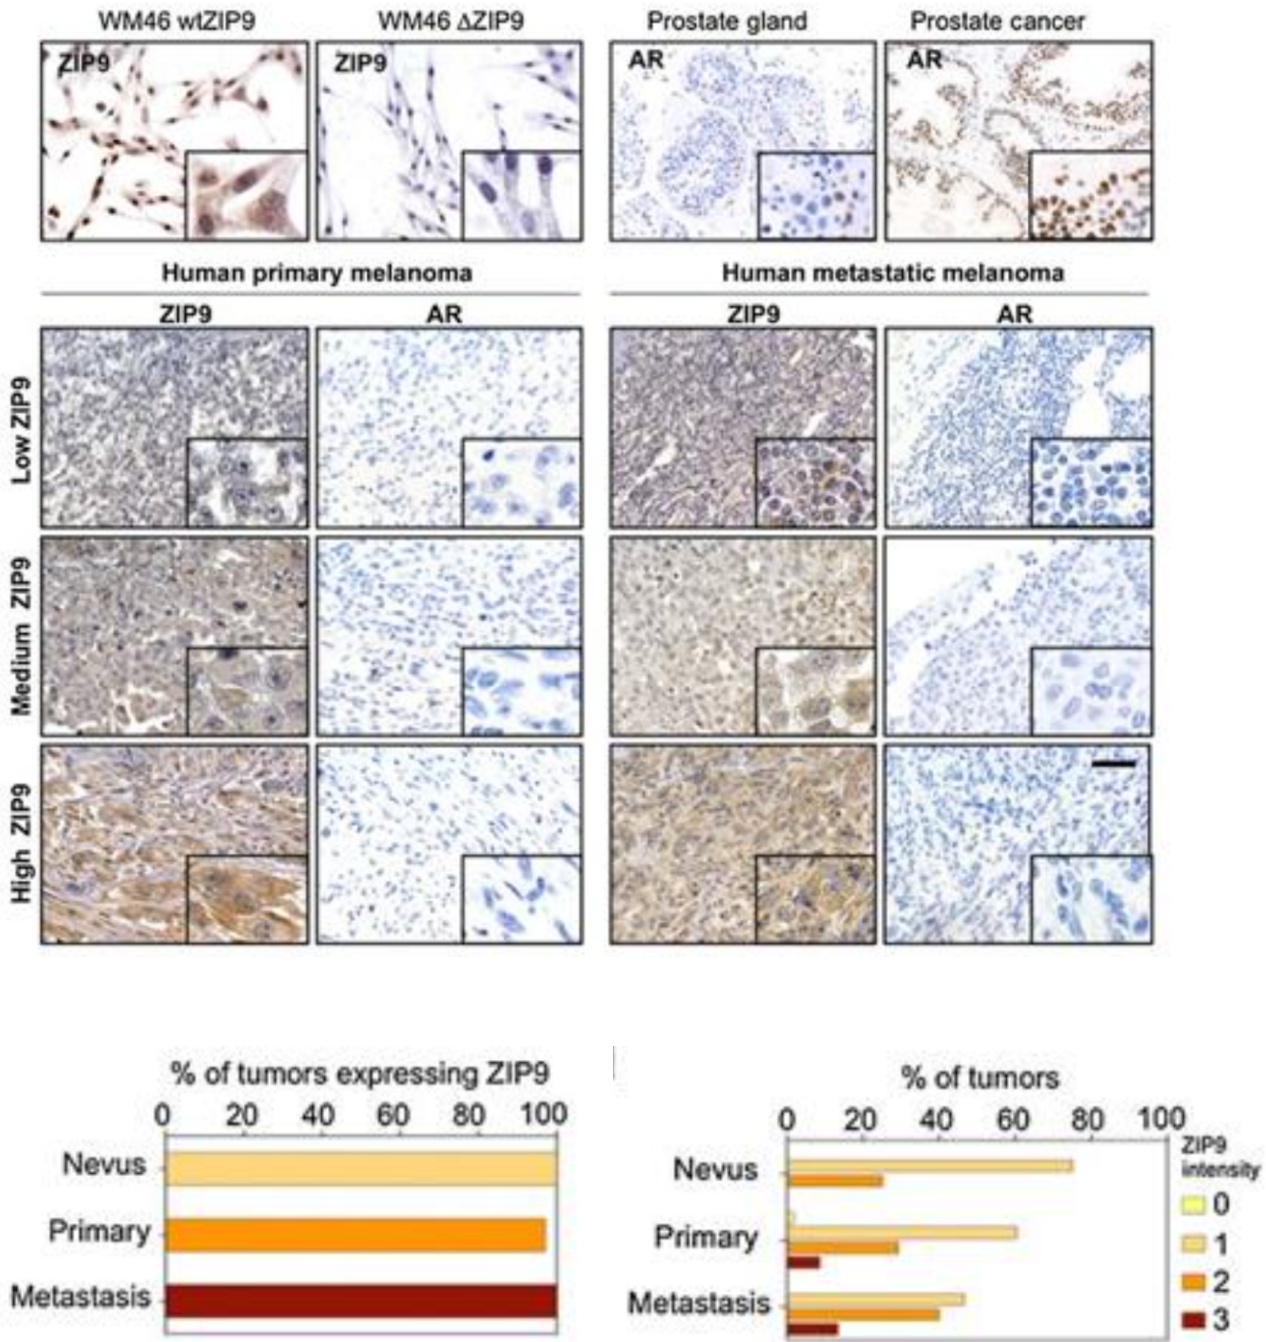 WM46 wtZIP9 WM46 ΔZIP9 Prostate gland Prostate cancer
ZIP9 ZIP9 AR AR
Human primary melanoma Human metastatic melanoma
ZIP9 AR ZIP9 AR
Low ZIP9
Medium ZIP9
High ZIP9
% of tumors expressing ZIP9
0 20 40 60 80 100
Nevus
Primary
Metastasis
% of tumors
0 20 40 60 80 100
Nevus
Primary
Metastasis
ZIP9
intensity
0
1
2
3